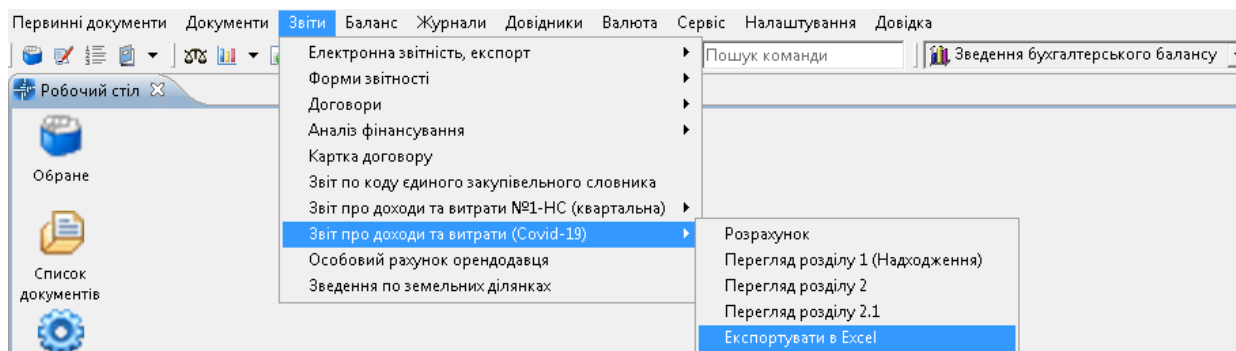 Первинні документи Документи Звіти Баланс Журнали Довідники Валюта Сервіс Налаштування Довідка
Пошук команди Зведення бухгалтерського балансу
Робочий стіл
Обране
Список
документів
Електронна звітність, експорт
Форми звітності
Договори
Аналіз фінансування
Картка договору
Звіт по коду єдиного закупівельного словника
Звіт про доходи та витрати №1-НС (квартальна)
Звіт про доходи та витрати (Covid-19)
Особовий рахунок орендодавця
Зведення по земельних ділянках
Розрахунок
Перегляд розділу 1 (Надходження)
Перегляд розділу 2
Перегляд розділу 2.1
Експортувати в Excel